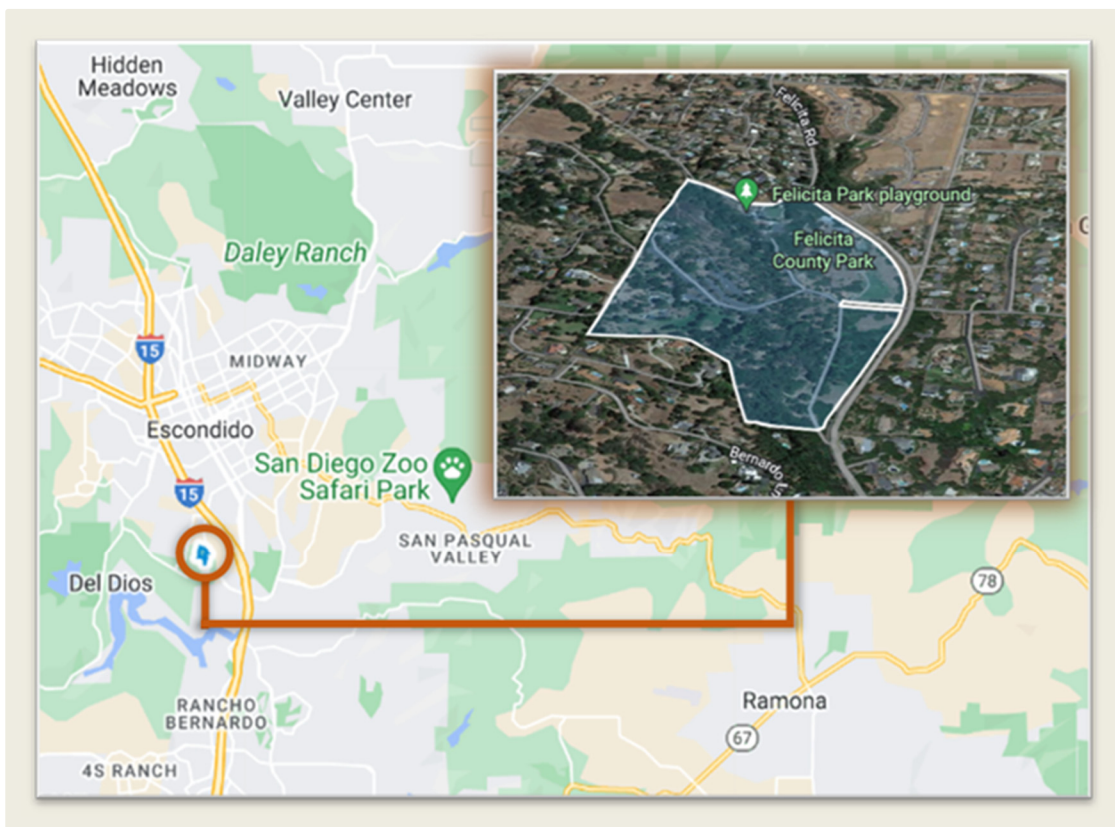 Hidden
Meadows
Valley Center
Daley Ranch
15
MIDWAY
Escondido
San Diego Zoo
Safari Park
15
SAN PASQUAL
VALLEY
Del Dios
78
RANCHO
BERNARDO
Ramona
67
4S RANCH
Felicita Rd
Felicita Park playground
Felicita
County Park
Bernardo